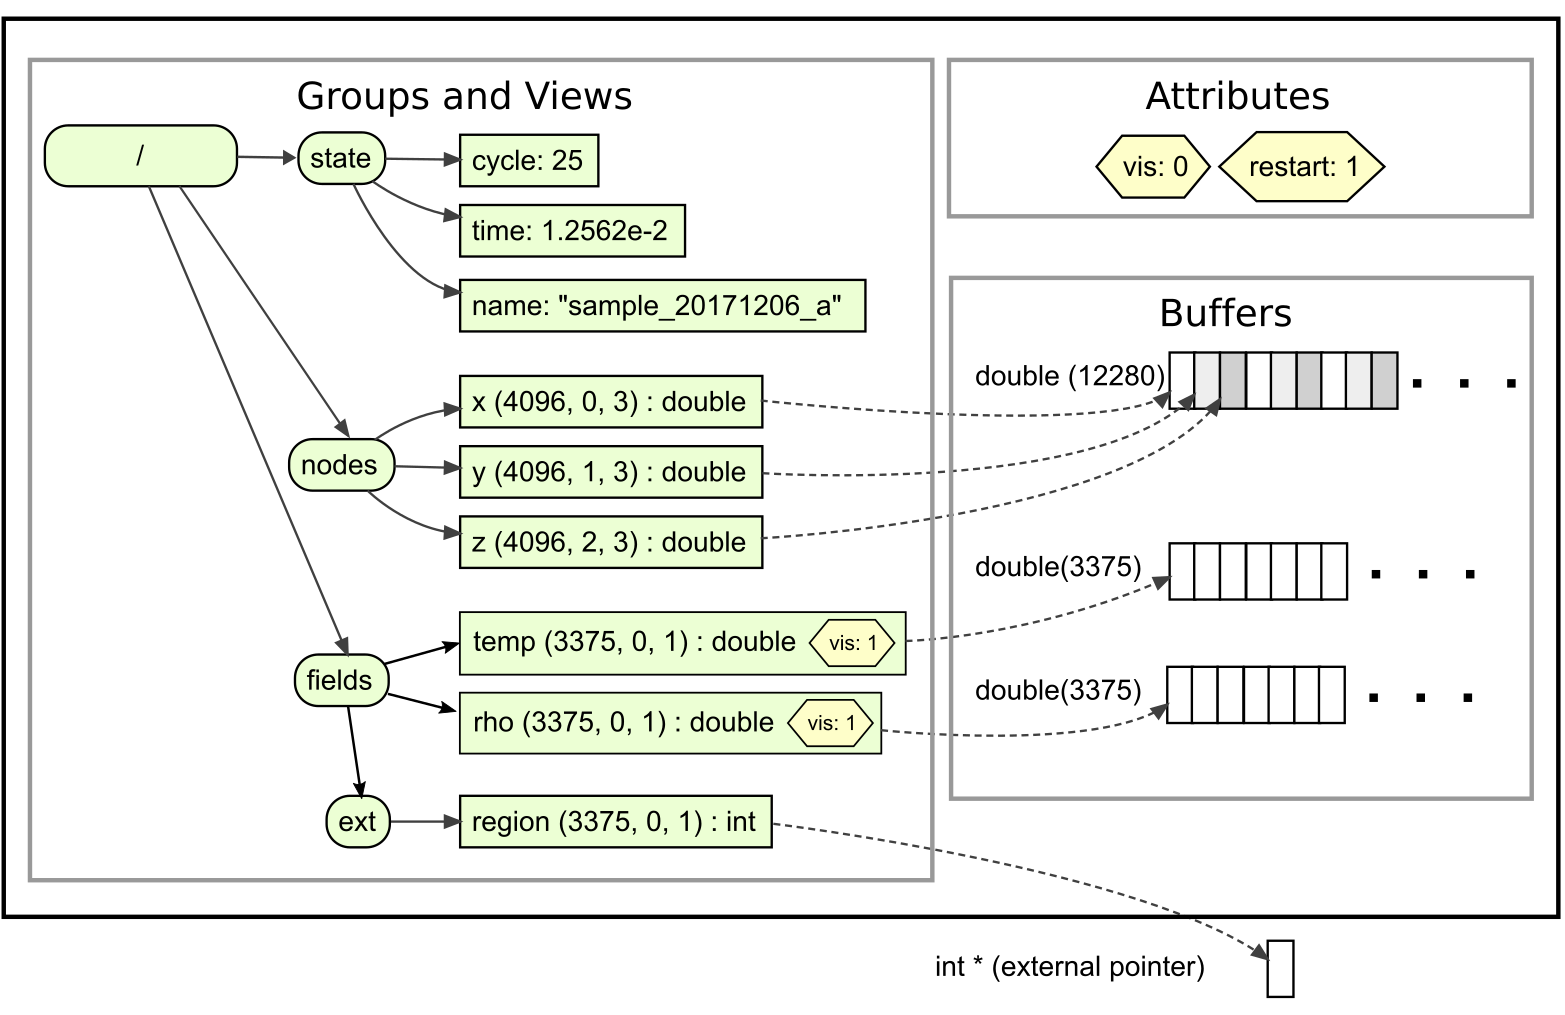 Groups and Views
/
state
cycle: 25
time: 1.2562e-2
name: "sample_20171206_a"
nodes
x (4096, 0, 3) : double
y (4096, 1, 3) : double
z (4096, 2, 3) : double
fields
temp (3375, 0, 1) : double
vis: 1
rho (3375, 0, 1) : double
vis: 1
ext
region (3375, 0, 1) : int
Attributes
vis: 0
restart: 1
Buffers
double (12280)
double(3375)
double(3375)
int * (external pointer)